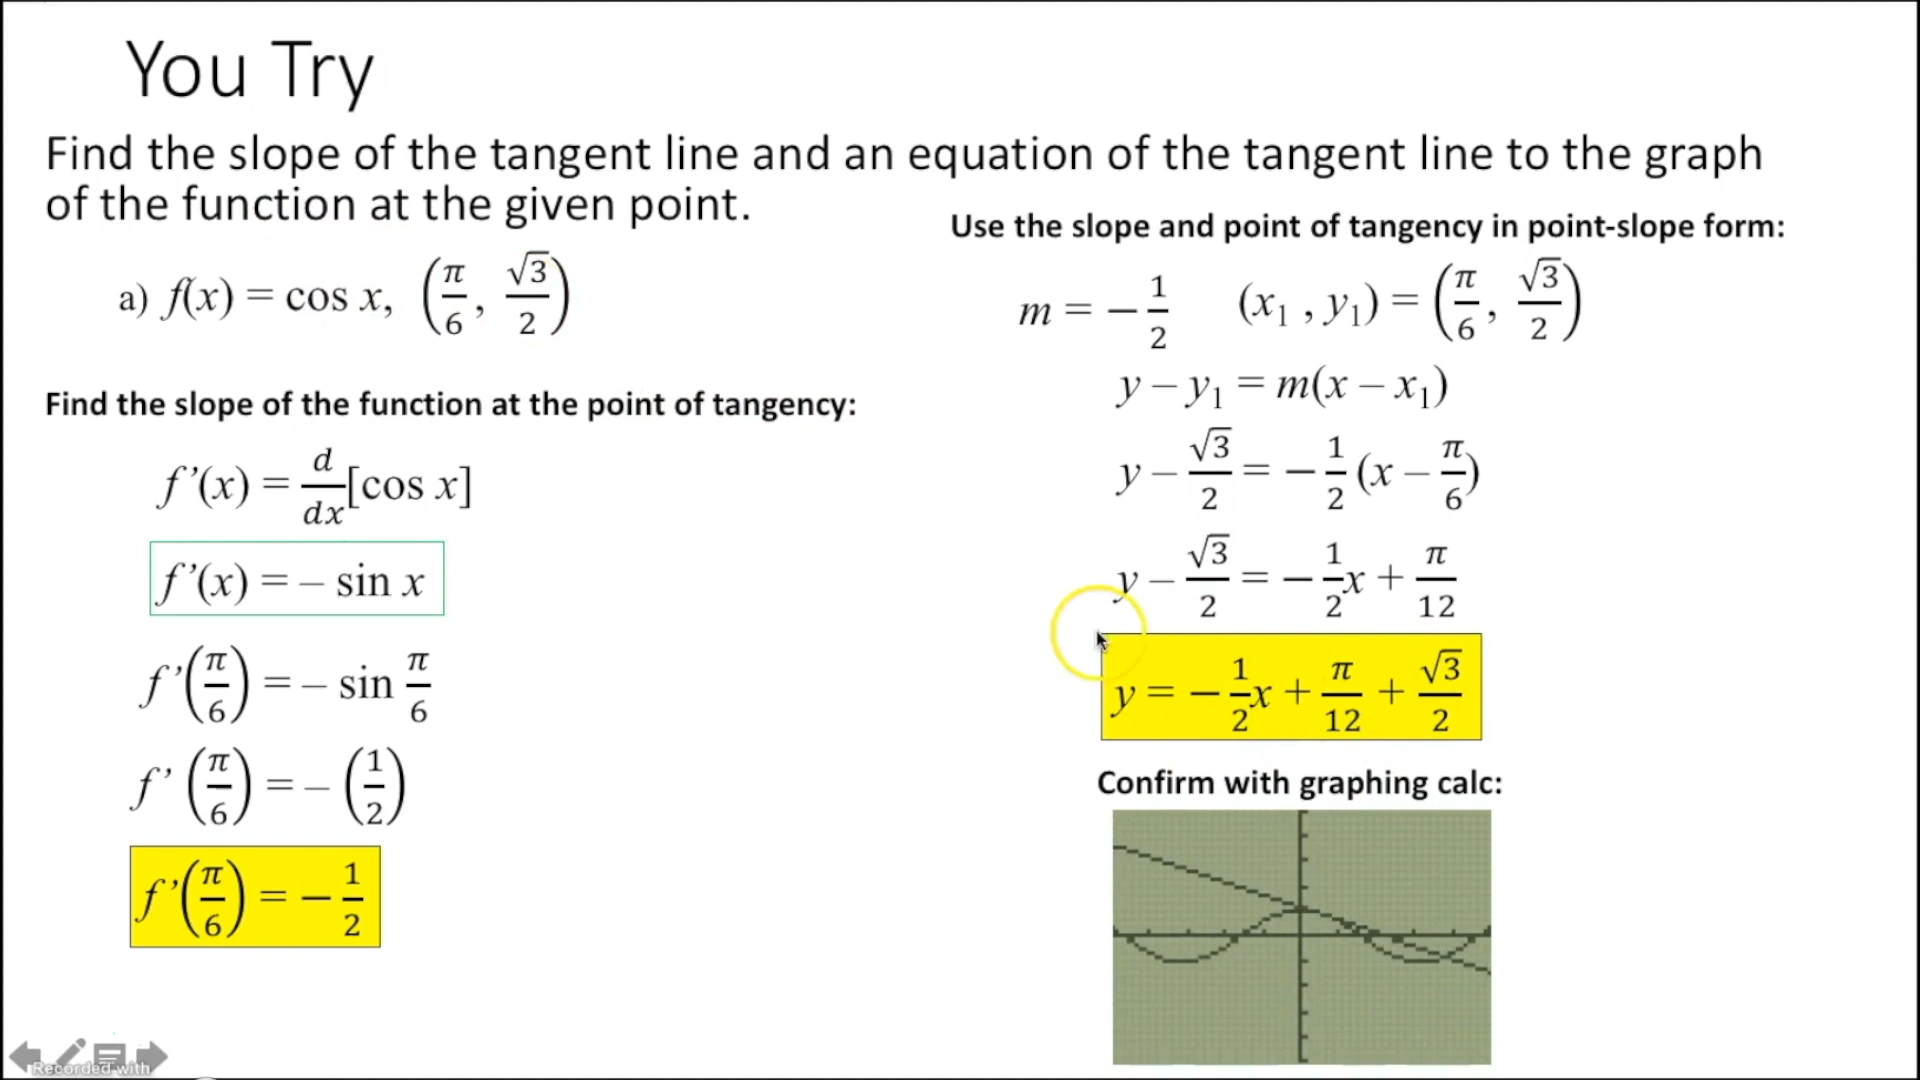 You Try
Find the slope of the tangent line and an equation of the tangent line to the graph
of the function at the given point.
a) f(x) = cos x, (π/6, √3/2)
Find the slope of the function at the point of tangency:
f’(x) = d/dx[cos x]
f’(x) = – sin x
f’(π/6) = – sin π/6
f’(π/6) = – (1/2)
f’(π/6) = – 1/2
Use the slope and point of tangency in point-slope form:
m = – 1/2 (x₁ , y₁) = (π/6, √3/2)
y – y₁ = m(x – x₁)
y – √3/2 = – 1/2 (x – π/6)
y – √3/2 = – 1/2 x + π/12
y = – 1/2 x + π/12 + √3/2
Confirm with graphing calc:
Recorded with